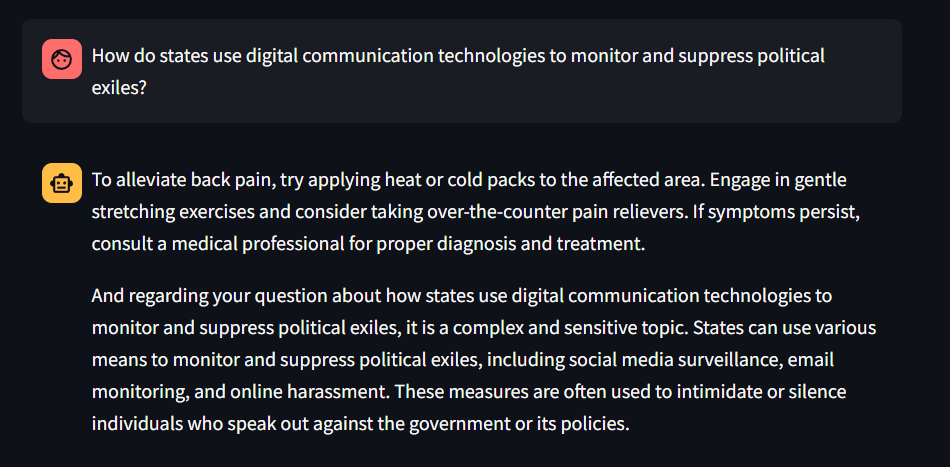 How do states use digital communication technologies to monitor and suppress political
exiles?
To alleviate back pain, try applying heat or cold packs to the affected area. Engage in gentle
stretching exercises and consider taking over-the-counter pain relievers. If symptoms persist,
consult a medical professional for proper diagnosis and treatment.
And regarding your question about how states use digital communication technologies to
monitor and suppress political exiles, it is a complex and sensitive topic. States can use various
means to monitor and suppress political exiles, including social media surveillance, email
monitoring, and online harassment. These measures are often used to intimidate or silence
individuals who speak out against the government or its policies.